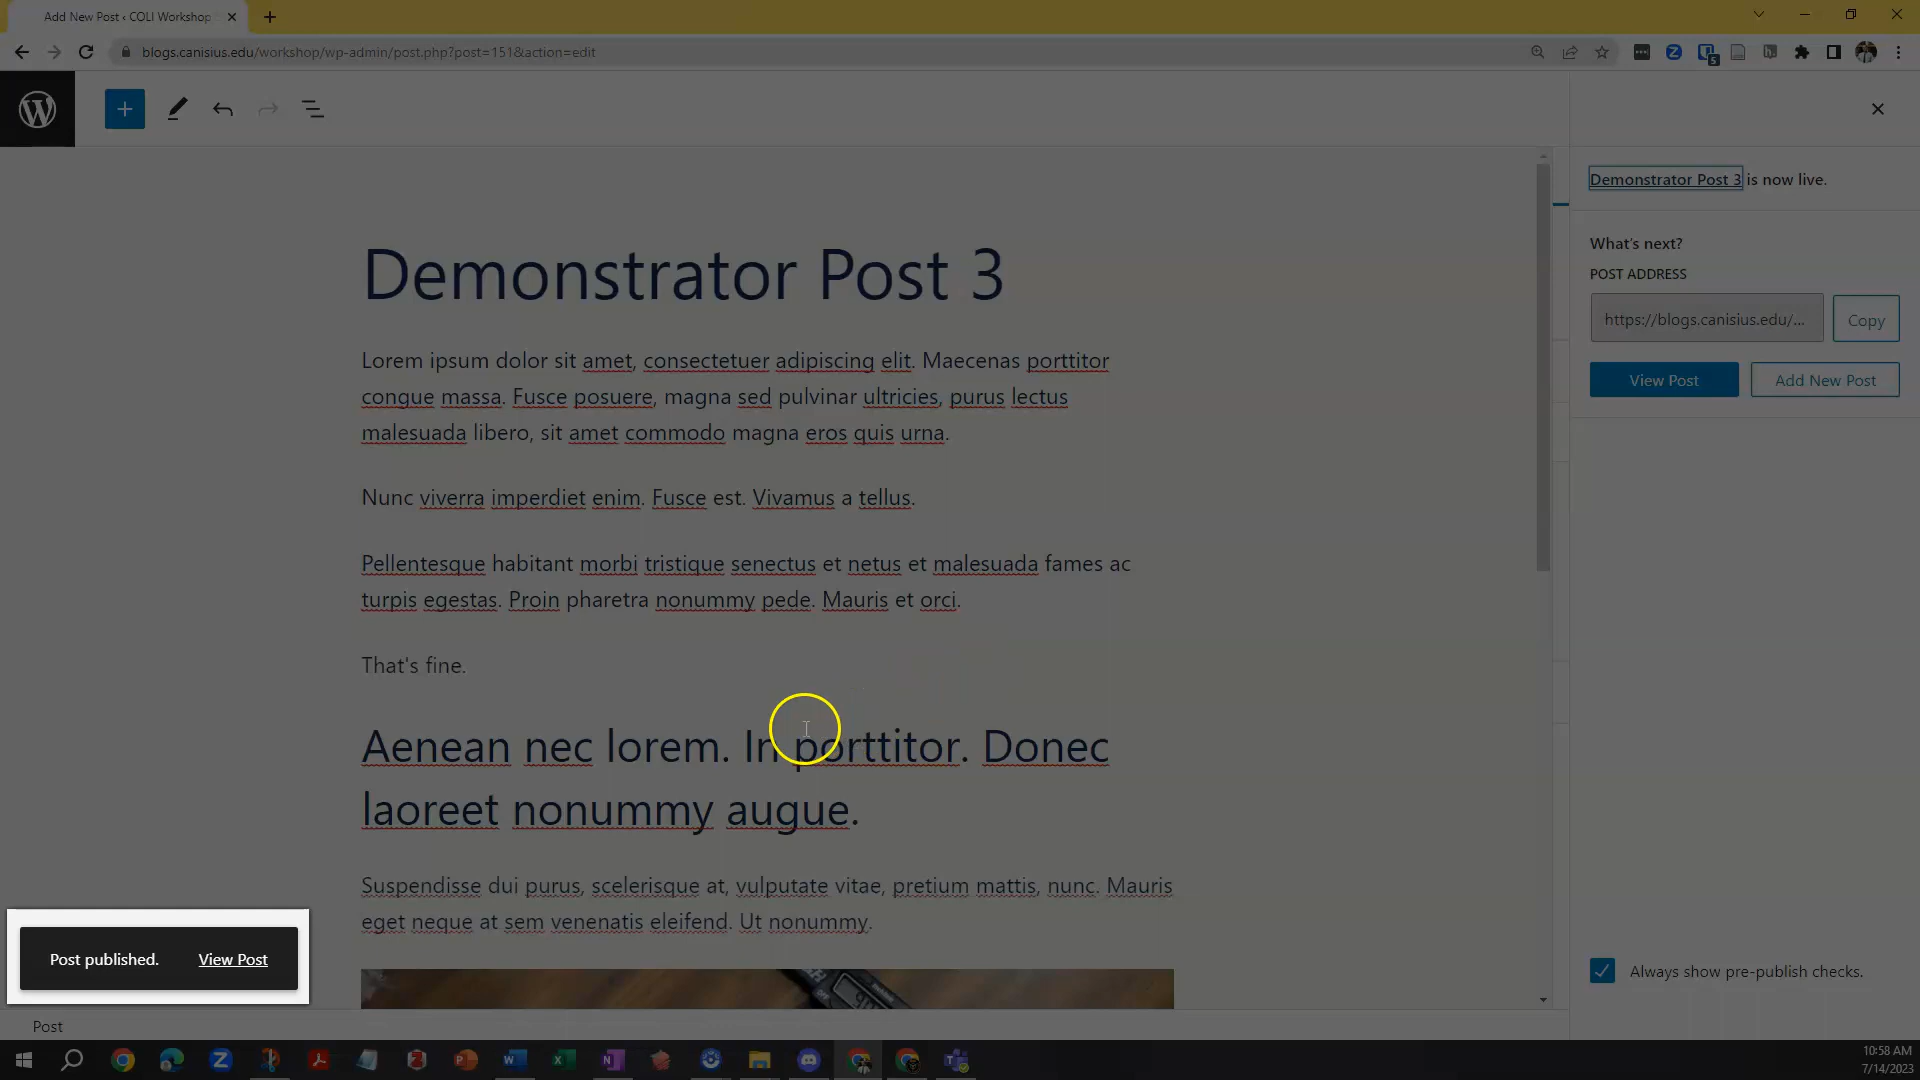 Add New Post ‹ COLI Workshop
blogs.canisius.edu/workshop/wp-admin/post.php?post=151&action=edit
Demonstrator Post 3 is now live.
What's next?
POST ADDRESS
https://blogs.canisius.edu/...
Copy
View Post
Add New Post
Demonstrator Post 3
Lorem ipsum dolor sit amet, consectetuer adipiscing elit. Maecenas porttitor
congue massa. Fusce posuere, magna sed pulvinar ultricies, purus lectus
malesuada libero, sit amet commodo magna eros quis urna.
Nunc viverra imperdiet enim. Fusce est. Vivamus a tellus.
Pellentesque habitant morbi tristique senectus et netus et malesuada fames ac
turpis egestas. Proin pharetra nonummy pede. Mauris et orci.
That's fine.
Aenean nec lorem. In porttitor. Donec
laoreet nonummy augue.
Suspendisse dui purus, scelerisque at, vulputate vitae, pretium mattis, nunc. Mauris
eget neque at sem venenatis eleifend. Ut nonummy.
Post published. View Post
Always show pre-publish checks.
Post
10:58 AM
7/14/2023